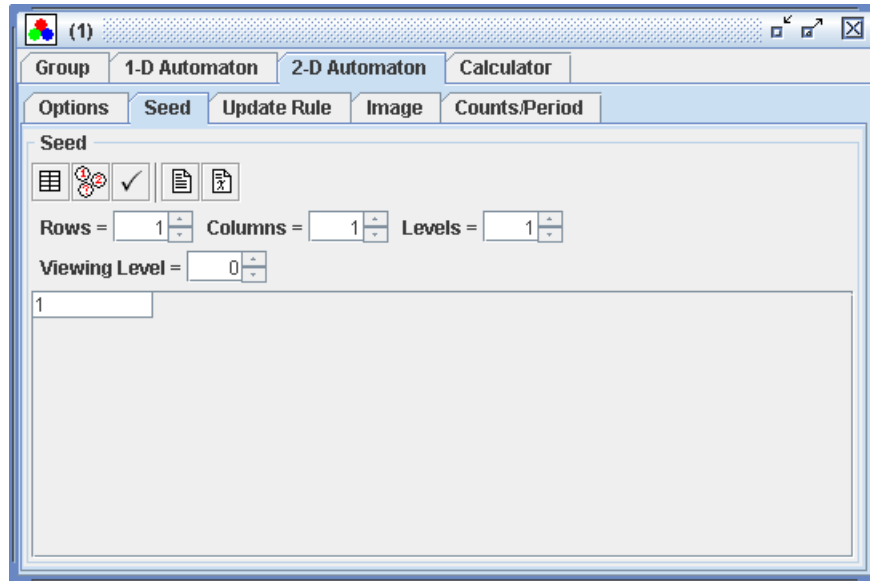 (1)
Group 1-D Automaton 2-D Automaton Calculator
Options Seed Update Rule Image Counts/Period
Seed
Rows = 1 Columns = 1 Levels = 1
Viewing Level = 0
1